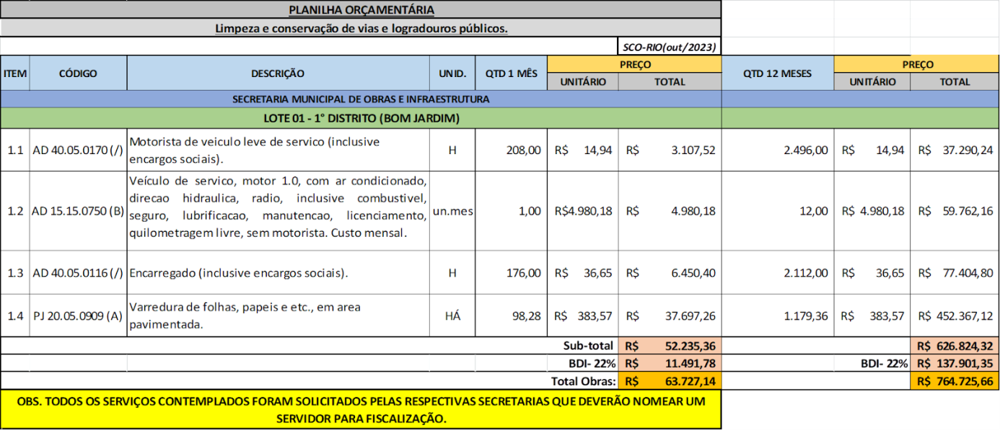 PLANILHA ORÇAMENTÁRIA
Limpeza e conservação de vias e logradouros públicos.
SCO-RIO(out/2023)
ITEM CÓDIGO DESCRIÇÃO UNID. QTD 1 MÊS PREÇO QTD 12 MESES PREÇO
UNITÁRIO TOTAL UNITÁRIO TOTAL
SECRETARIA MUNICIPAL DE OBRAS E INFRAESTRUTURA
LOTE 01 - 1° DISTRITO (BOM JARDIM)
1.1 AD 40.05.0170 (/) Motorista de veiculo leve de servico (inclusive
encargos sociais). H 208,00 R$ 14,94 R$ 3.107,52 2.496,00 R$ 14,94 R$ 37.290,24
1.2 AD 15.15.0750 (B) Veículo de servico, motor 1.0, com ar condicionado,
direcao hidraulica, radio, inclusive combustivel,
seguro, lubrificacao, manutencao, licenciamento,
quilometragem livre, sem motorista. Custo mensal. un.mes 1,00 R$4.980,18 R$ 4.980,18 12,00 R$ 4.980,18 R$ 59.762,16
1.3 AD 40.05.0116 (/) Encarregado (inclusive encargos sociais). H 176,00 R$ 36,65 R$ 6.450,40 2.112,00 R$ 36,65 R$ 77.404,80
1.4 PJ 20.05.0909 (A) Varredura de folhas, papeis e etc., em area
pavimentada. HÁ 98,28 R$ 383,57 R$ 37.697,26 1.179,36 R$ 383,57 R$ 452.367,12
Sub-total R$ 52.235,36 R$ 626.824,32
BDI- 22% R$ 11.491,78 BDI- 22% R$ 137.901,35
Total Obras: R$ 63.727,14 R$ 764.725,66
OBS. TODOS OS SERVIÇOS CONTEMPLADOS FORAM SOLICITADOS PELAS RESPECTIVAS SECRETARIAS QUE DEVERÃO NOMEAR UM
SERVIDOR PARA FISCALIZAÇÃO.